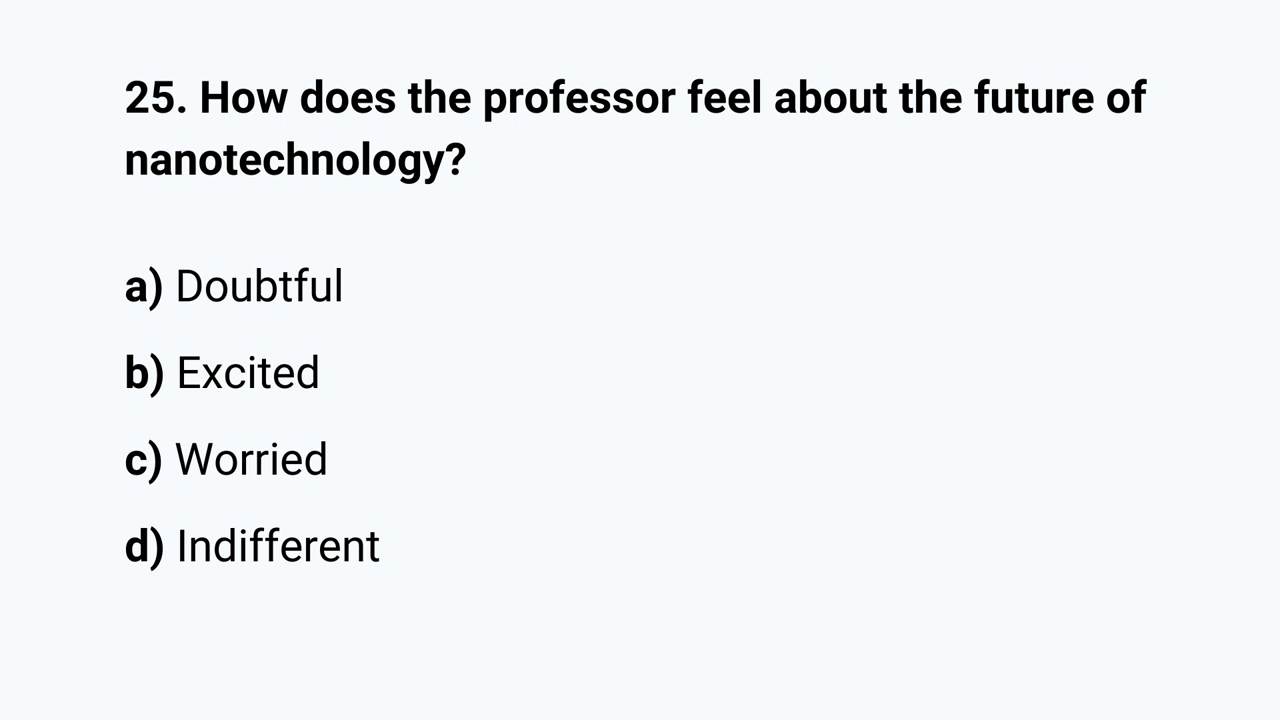 25. How does the professor feel about the future of
nanotechnology?
a) Doubtful
b) Excited
c) Worried
d) Indifferent